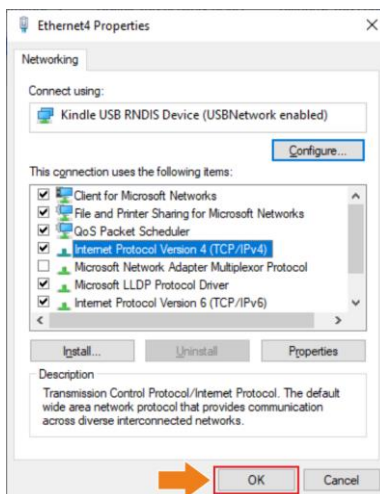 Ethernet4 Properties
Networking
Connect using:
Kindle USB RNDIS Device (USBNetwork enabled)
Configure...
This connection uses the following items:
Client for Microsoft Networks
File and Printer Sharing for Microsoft Networks
QoS Packet Scheduler
Internet Protocol Version 4 (TCP/IPv4)
Microsoft Network Adapter Multiplexor Protocol
Microsoft LLDP Protocol Driver
Internet Protocol Version 6 (TCP/IPv6)
Install... Uninstall Properties
Description
Transmission Control Protocol/Internet Protocol. The default
wide area network protocol that provides communication
across diverse interconnected networks.
OK Cancel